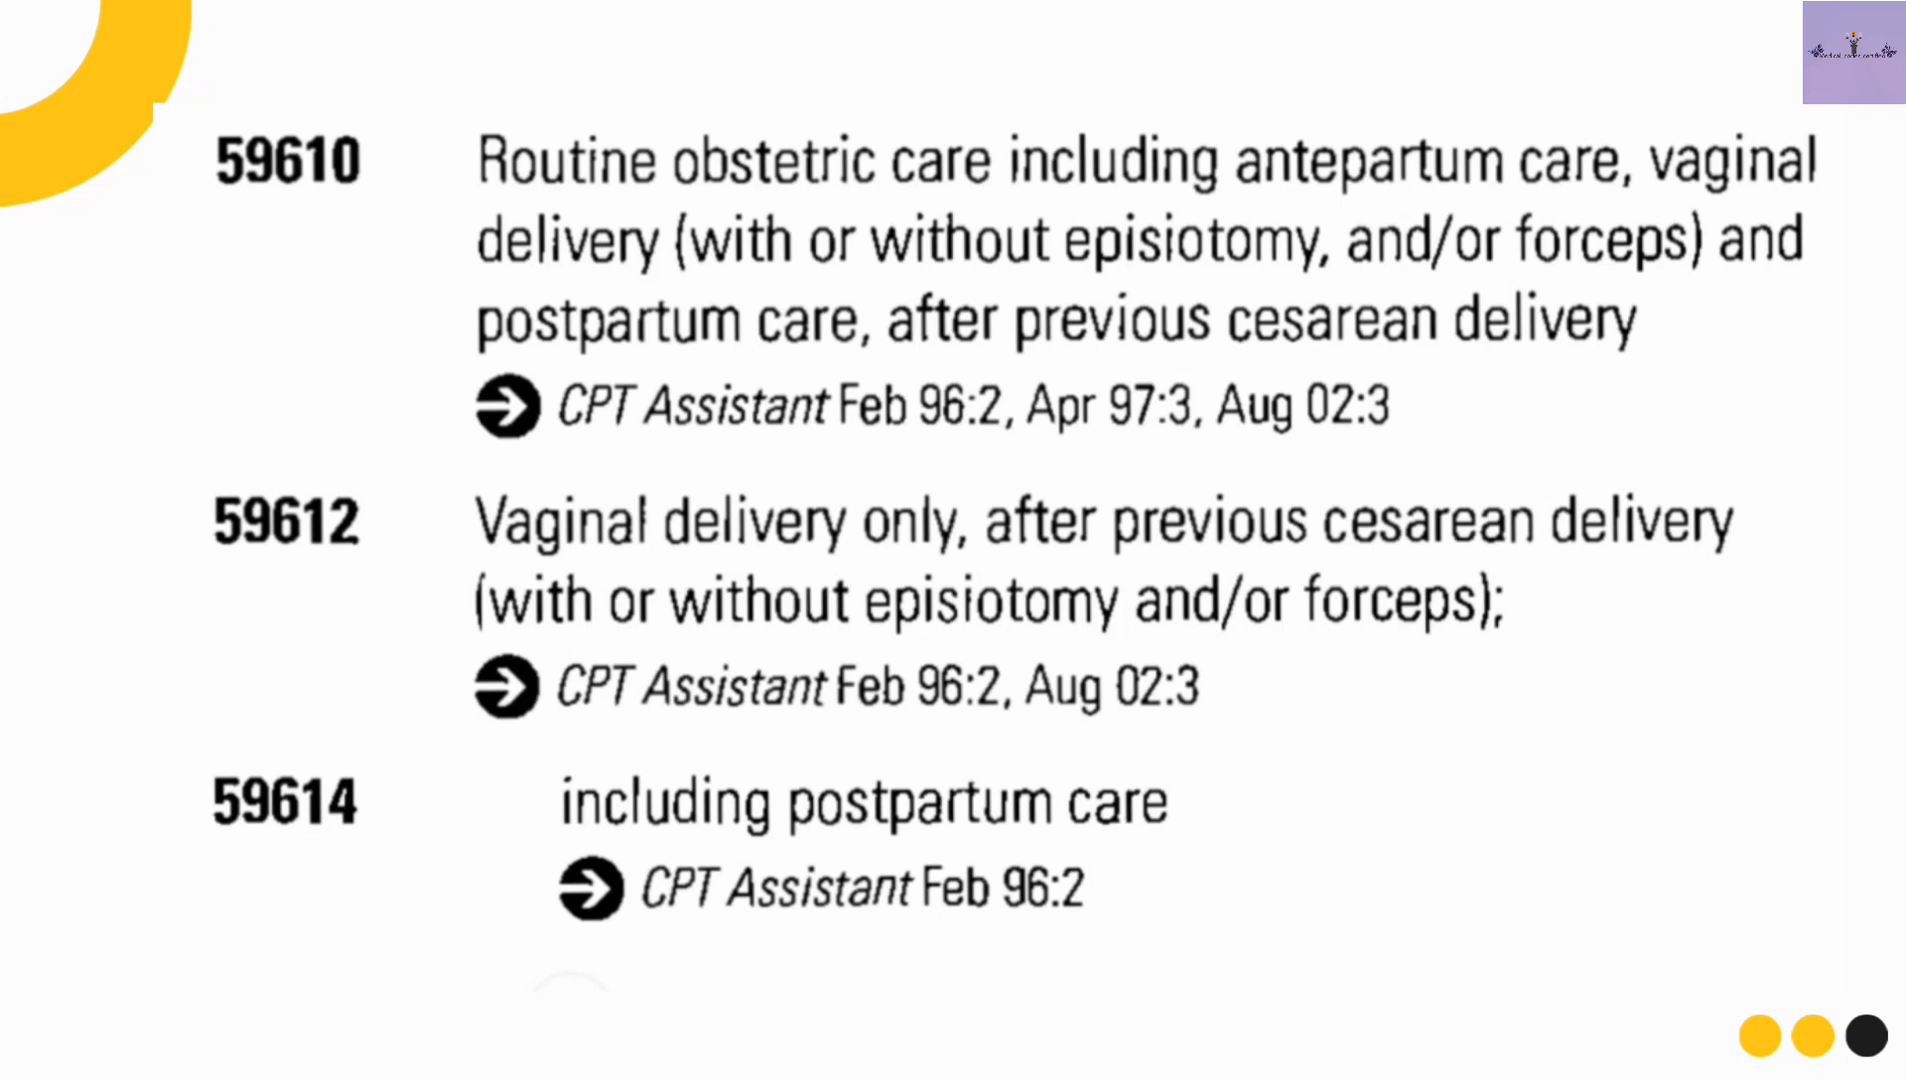 59610 Routine obstetric care including antepartum care, vaginal
delivery (with or without episiotomy, and/or forceps) and
postpartum care, after previous cesarean delivery
CPT Assistant Feb 96:2, Apr 97:3, Aug 02:3
59612 Vaginal delivery only, after previous cesarean delivery
(with or without episiotomy and/or forceps);
CPT Assistant Feb 96:2, Aug 02:3
59614 including postpartum care
CPT Assistant Feb 96:2